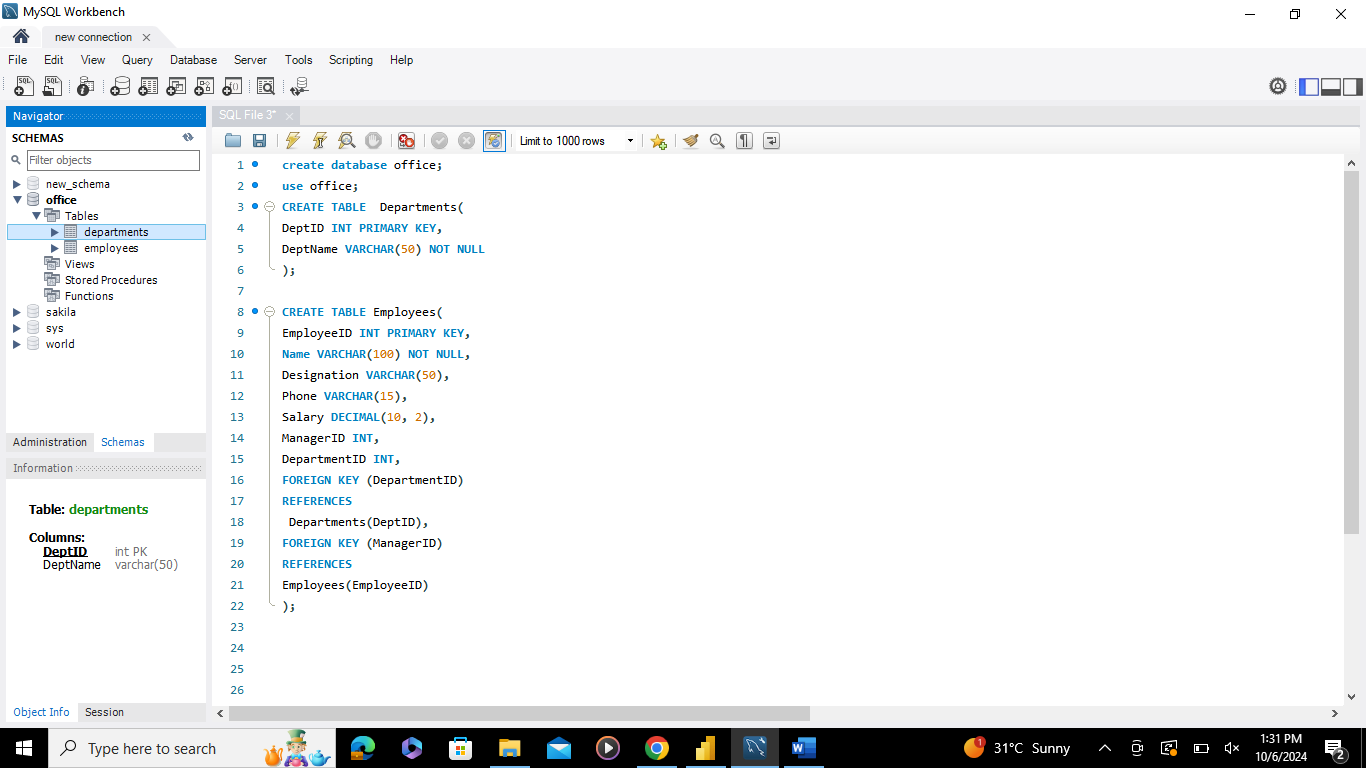 MySQL Workbench
new connection
File Edit View Query Database Server Tools Scripting Help
Navigator
SCHEMAS
Filter objects
new_schema
office
Tables
departments
employees
Views
Stored Procedures
Functions
sakila
sys
world
Administration Schemas
Information
Table: departments
Columns:
DeptID int PK
DeptName varchar(50)
Object Info Session
SQL File 3*
Limit to 1000 rows
1 create database office;
2 use office;
3 CREATE TABLE  Departments(
4 DeptID INT PRIMARY KEY,
5 DeptName VARCHAR(50) NOT NULL
6 );
7
8 CREATE TABLE Employees(
9 EmployeeID INT PRIMARY KEY,
10 Name VARCHAR(100) NOT NULL,
11 Designation VARCHAR(50),
12 Phone VARCHAR(15),
13 Salary DECIMAL(10, 2),
14 ManagerID INT,
15 DepartmentID INT,
16 FOREIGN KEY (DepartmentID)
17 REFERENCES
18  Departments(DeptID),
19 FOREIGN KEY (ManagerID)
20 REFERENCES
21 Employees(EmployeeID)
22 );
23
24
25
26
Type here to search
1
31°C Sunny
1:31 PM
10/6/2024
2